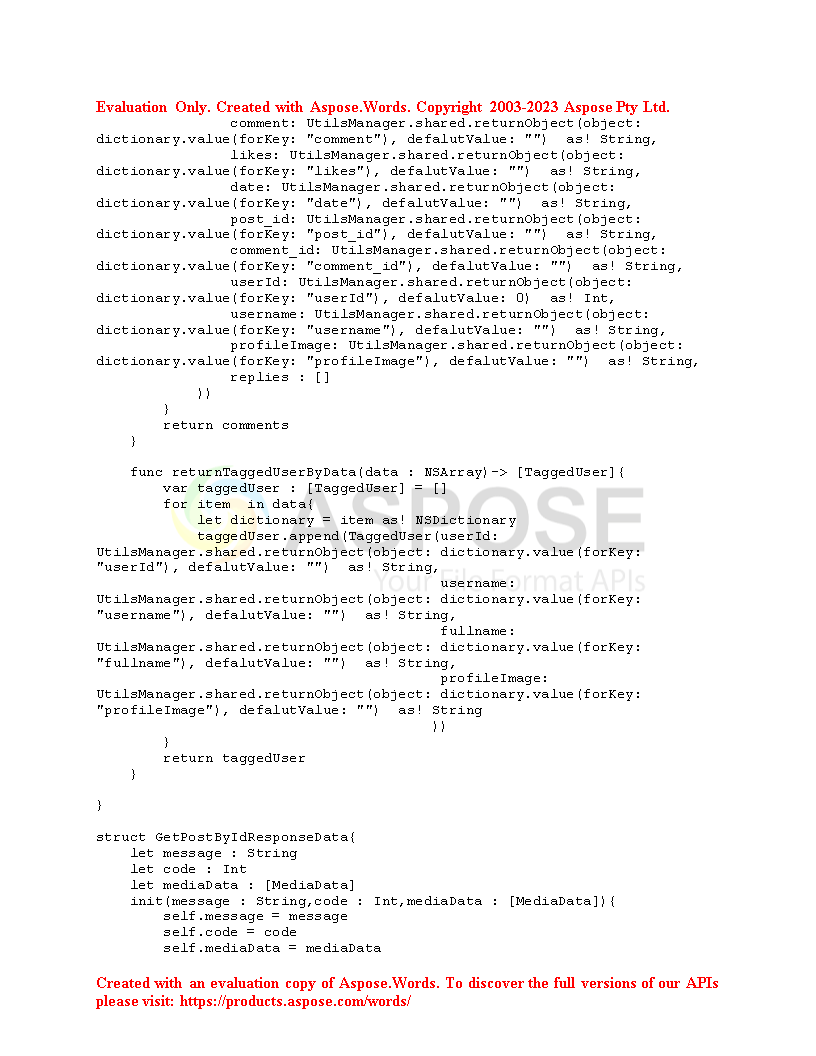 Evaluation Only. Created with Aspose.Words. Copyright 2003-2023 Aspose Pty Ltd.
                comment: UtilsManager.shared.returnObject(object:
dictionary.value(forKey: "comment"), defalutValue: "")  as! String,
                likes: UtilsManager.shared.returnObject(object:
dictionary.value(forKey: "likes"), defalutValue: "")  as! String,
                date: UtilsManager.shared.returnObject(object:
dictionary.value(forKey: "date"), defalutValue: "")  as! String,
                post_id: UtilsManager.shared.returnObject(object:
dictionary.value(forKey: "post_id"), defalutValue: "")  as! String,
                comment_id: UtilsManager.shared.returnObject(object:
dictionary.value(forKey: "comment_id"), defalutValue: "")  as! String,
                userId: UtilsManager.shared.returnObject(object:
dictionary.value(forKey: "userId"), defalutValue: 0)  as! Int,
                username: UtilsManager.shared.returnObject(object:
dictionary.value(forKey: "username"), defalutValue: "")  as! String,
                profileImage: UtilsManager.shared.returnObject(object:
dictionary.value(forKey: "profileImage"), defalutValue: "")  as! String,
                replies : []
            ))
        }
        return comments
    }
    func returnTaggedUserByData(data : NSArray)-> [TaggedUser]{
        var taggedUser : [TaggedUser] = []
        for item  in data{
            let dictionary = item as! NSDictionary
            taggedUser.append(TaggedUser(userId:
UtilsManager.shared.returnObject(object: dictionary.value(forKey:
"userId"), defalutValue: "")  as! String,
                                         username:
UtilsManager.shared.returnObject(object: dictionary.value(forKey:
"username"), defalutValue: "")  as! String,
                                         fullname:
UtilsManager.shared.returnObject(object: dictionary.value(forKey:
"fullname"), defalutValue: "")  as! String,
                                         profileImage:
UtilsManager.shared.returnObject(object: dictionary.value(forKey:
"profileImage"), defalutValue: "")  as! String
                                        ))
        }
        return taggedUser
    }
}
struct GetPostByIdResponseData{
    let message : String
    let code : Int
    let mediaData : [MediaData]
    init(message : String,code : Int,mediaData : [MediaData]){
        self.message = message
        self.code = code
        self.mediaData = mediaData
ASPOSE
Your File Format APIs
Created with an evaluation copy of Aspose.Words. To discover the full versions of our APIs
please visit: https://products.aspose.com/words/